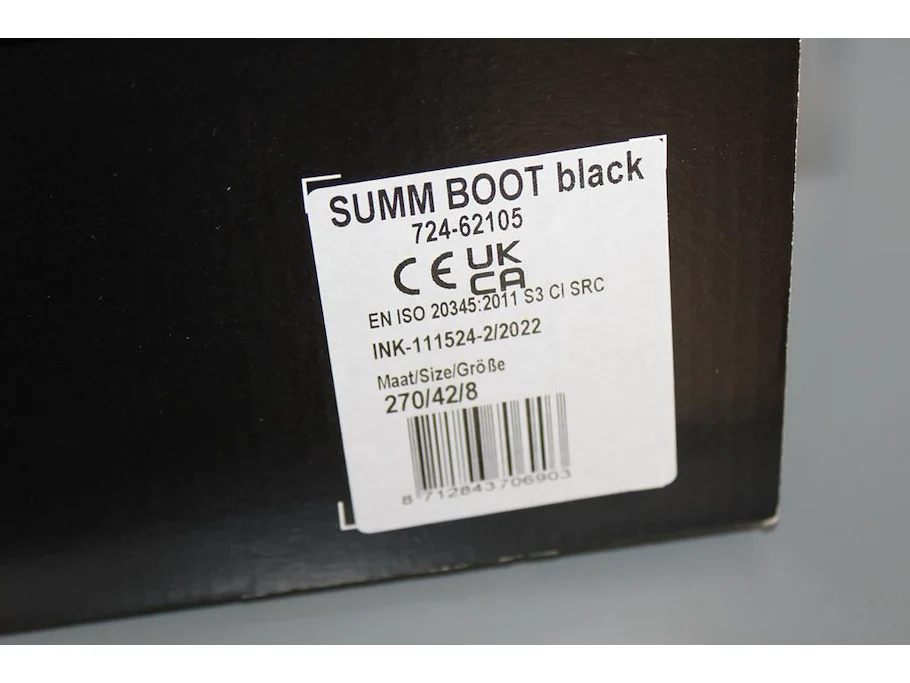 SUMM BOOT black
724-62105
CE UK CA
EN ISO 20345:2011 S3 CI SRC
INK-111524-2/2022
Maat/Size/Größe
270/42/8
8 712843 706903